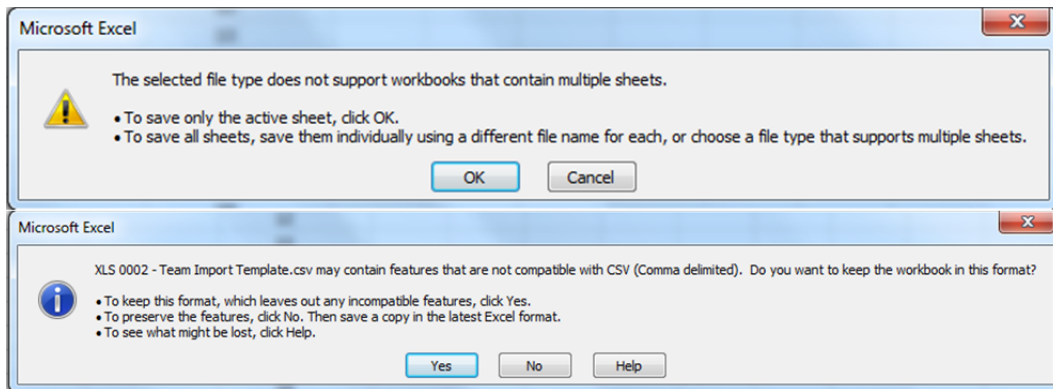 Microsoft Excel
The selected file type does not support workbooks that contain multiple sheets.
• To save only the active sheet, click OK.
• To save all sheets, save them individually using a different file name for each, or choose a file type that supports multiple sheets.
OK Cancel
Microsoft Excel
XLS 0002 - Team Import Template.csv may contain features that are not compatible with CSV (Comma delimited).  Do you want to keep the workbook in this format?
• To keep this format, which leaves out any incompatible features, click Yes.
• To preserve the features, click No. Then save a copy in the latest Excel format.
• To see what might be lost, click Help.
Yes No Help